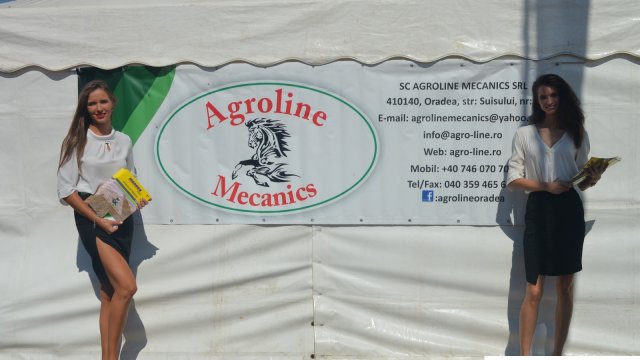 Agroline
Mecanics
SC AGROLINE MECANICS SRL
410140, Oradea, str: Suisului, nr:
E-mail: agrolinemecanics@yahoo.
info@agro-line.ro
Web: agro-line.ro
Mobil: +40 746 070 70
Tel/Fax: 040 359 465 6
f :agrolineoradea